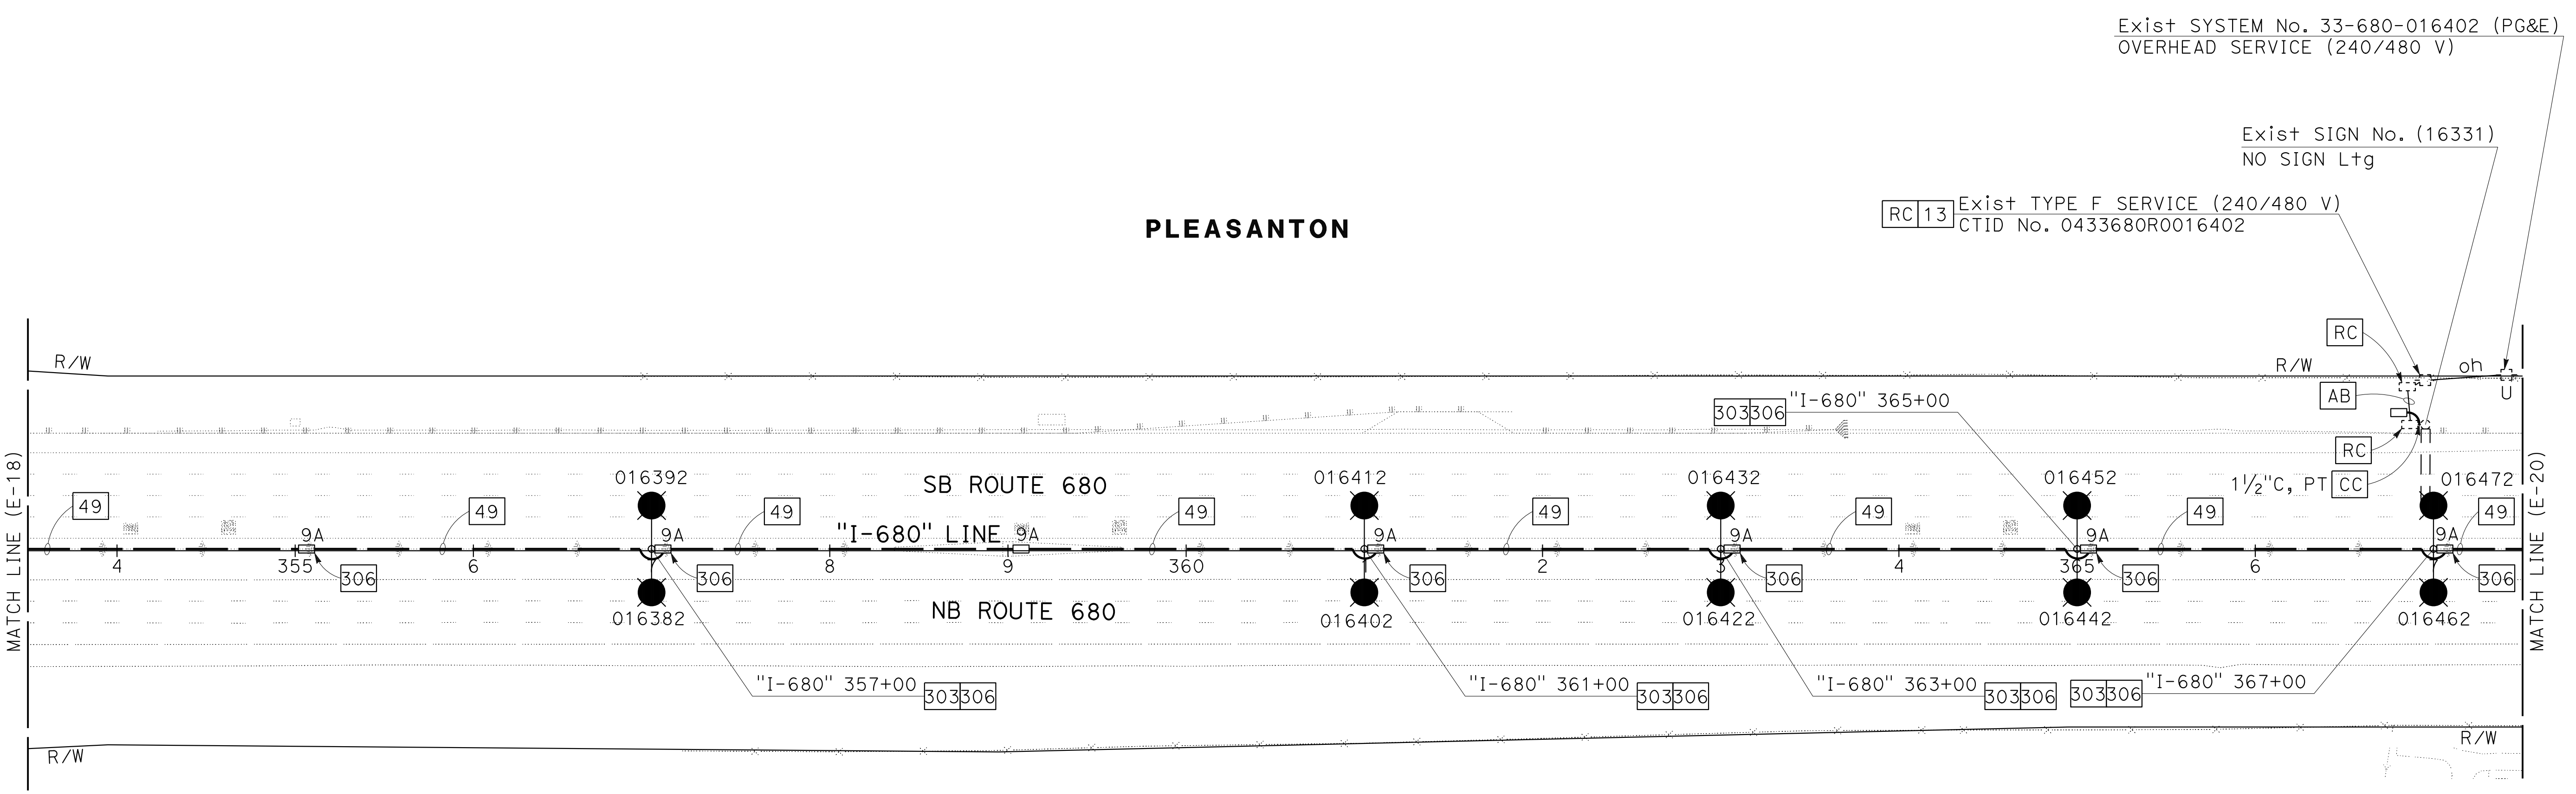 Exist SYSTEM No. 33-680-016402 (PG&E)
OVERHEAD SERVICE (240/480 V)
Exist SIGN No. (16331)
NO SIGN Ltg
RC 13 Exist TYPE F SERVICE (240/480 V)
CTID No. 0433680R0016402
PLEASANTON
RC
R/W
R/W
oh
AB
U
303 306 "I-680" 365+00
RC
1½"C, PT CC
MATCH LINE (E-18)
MATCH LINE (E-20)
016392
SB ROUTE 680
016412
016432
016452
016472
49
49
49
49
49
49
49
49
"I-680" LINE
9A
9A
9A
9A
9A
9A
9A
4
355
6
8
9
360
2
3
4
365
6
306
306
306
306
306
306
016382
NB ROUTE 680
016402
016422
016442
016462
"I-680" 357+00 303 306
"I-680" 361+00 303 306
"I-680" 363+00 303 306
303 306 "I-680" 367+00
R/W
R/W